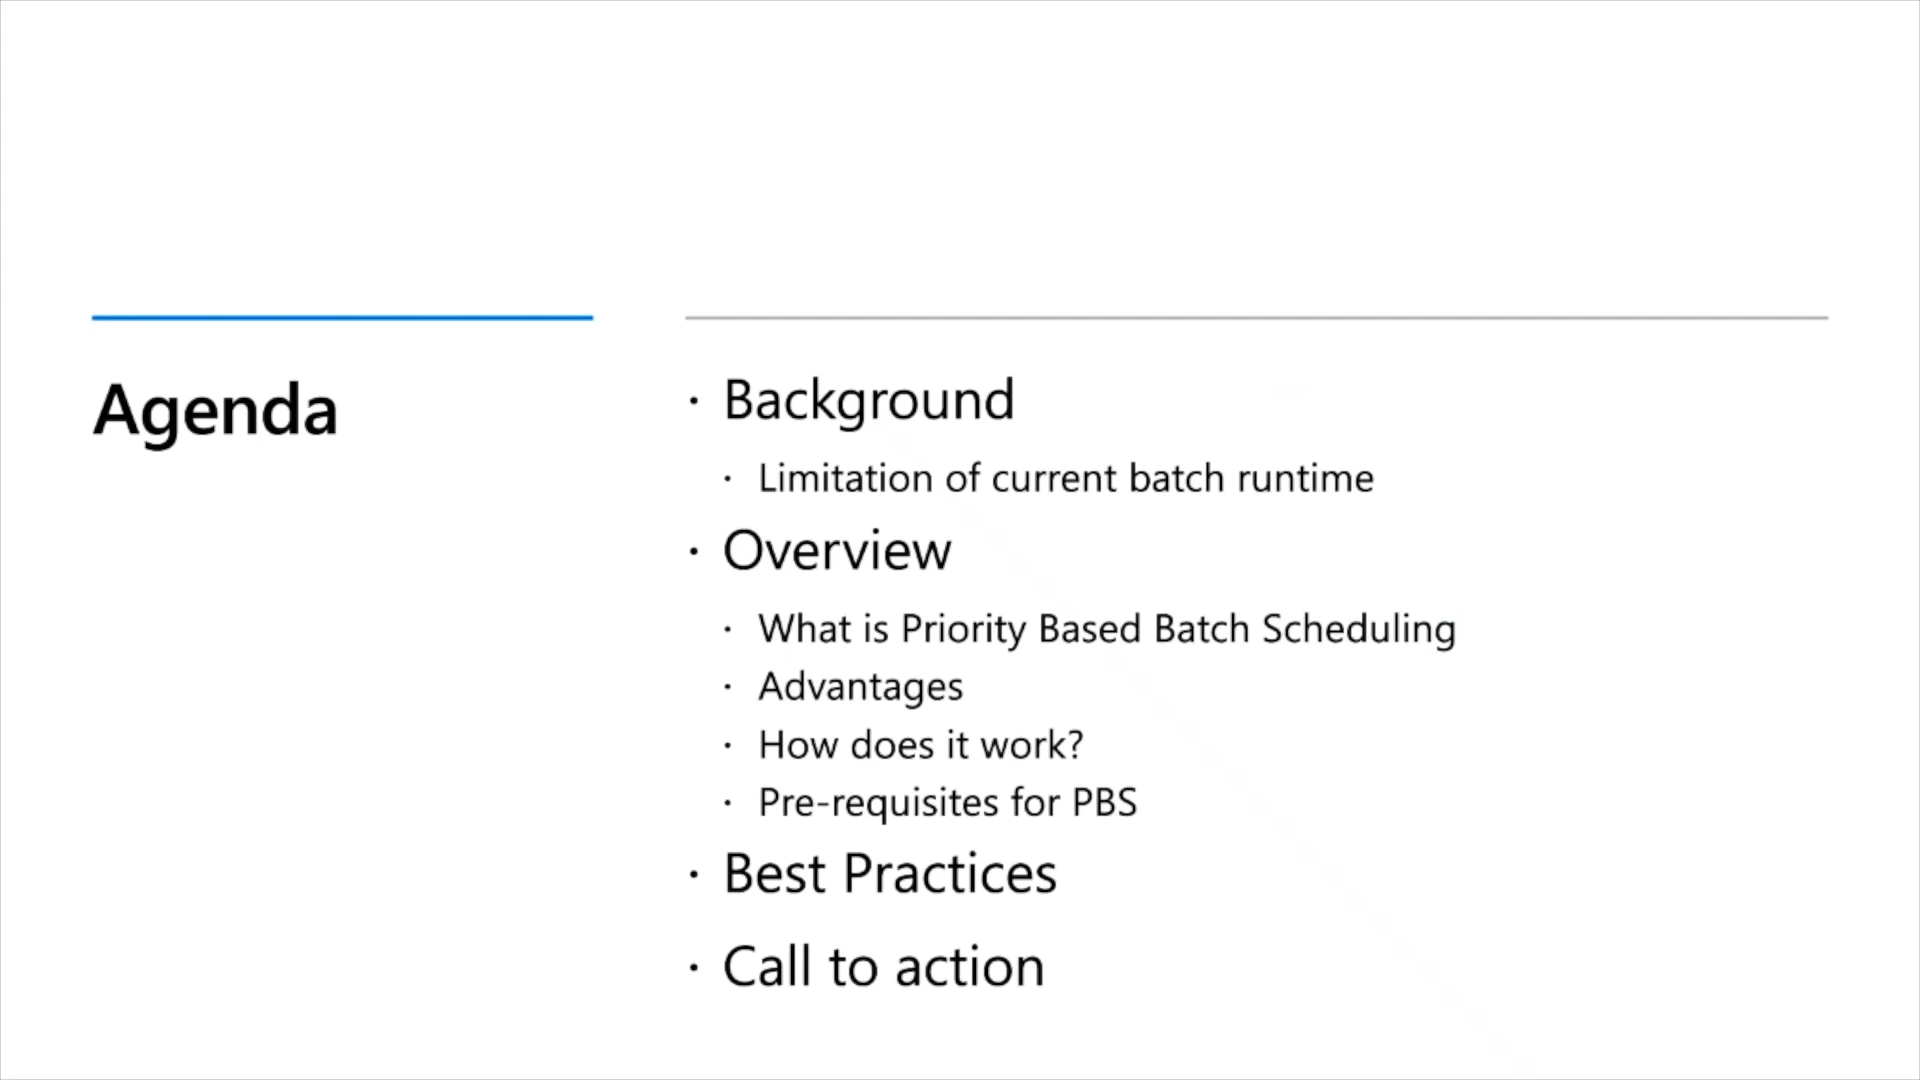 Agenda
· Background
· Limitation of current batch runtime
· Overview
· What is Priority Based Batch Scheduling
· Advantages
· How does it work?
· Pre-requisites for PBS
· Best Practices
· Call to action